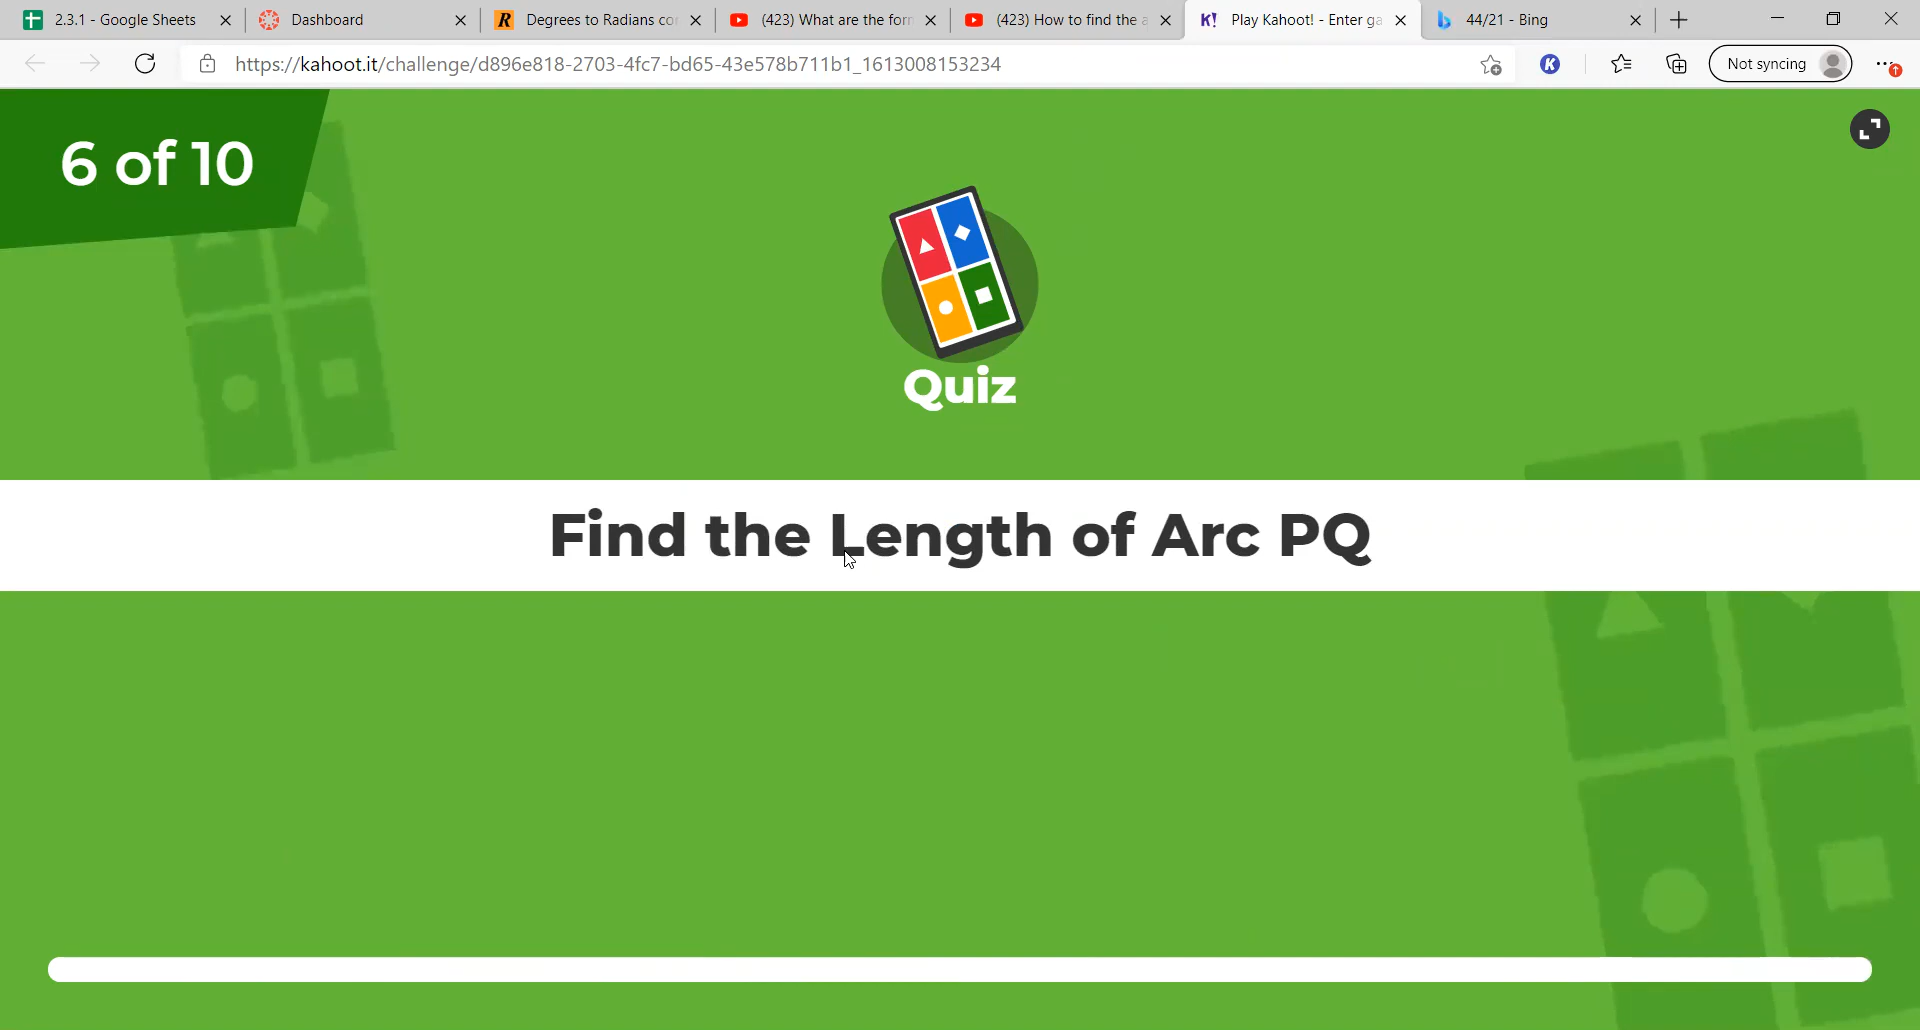 2.3.1 - Google Sheets
Dashboard
Degrees to Radians co
(423) What are the for
(423) How to find the a
K! Play Kahoot! - Enter ga
44/21 - Bing
https://kahoot.it/challenge/d896e818-2703-4fc7-bd65-43e578b711b1_1613008153234
K
Not syncing
6 of 10
Quiz
Find the Length of Arc PQ